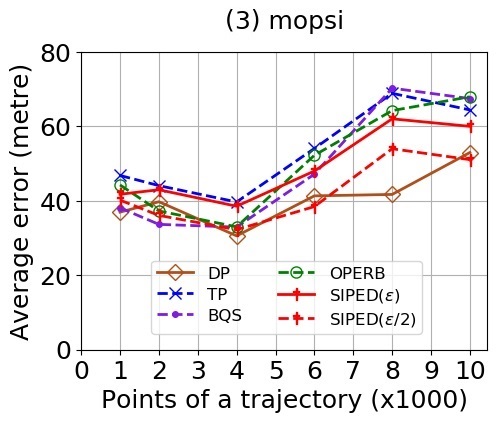 (3) mopsi
Average error (metre)
80
60
40
20
0
DP
TP
BQS
OPERB
SIPED(ε)
SIPED(ε/2)
0 1 2 3 4 5 6 7 8 9 10
Points of a trajectory (x1000)